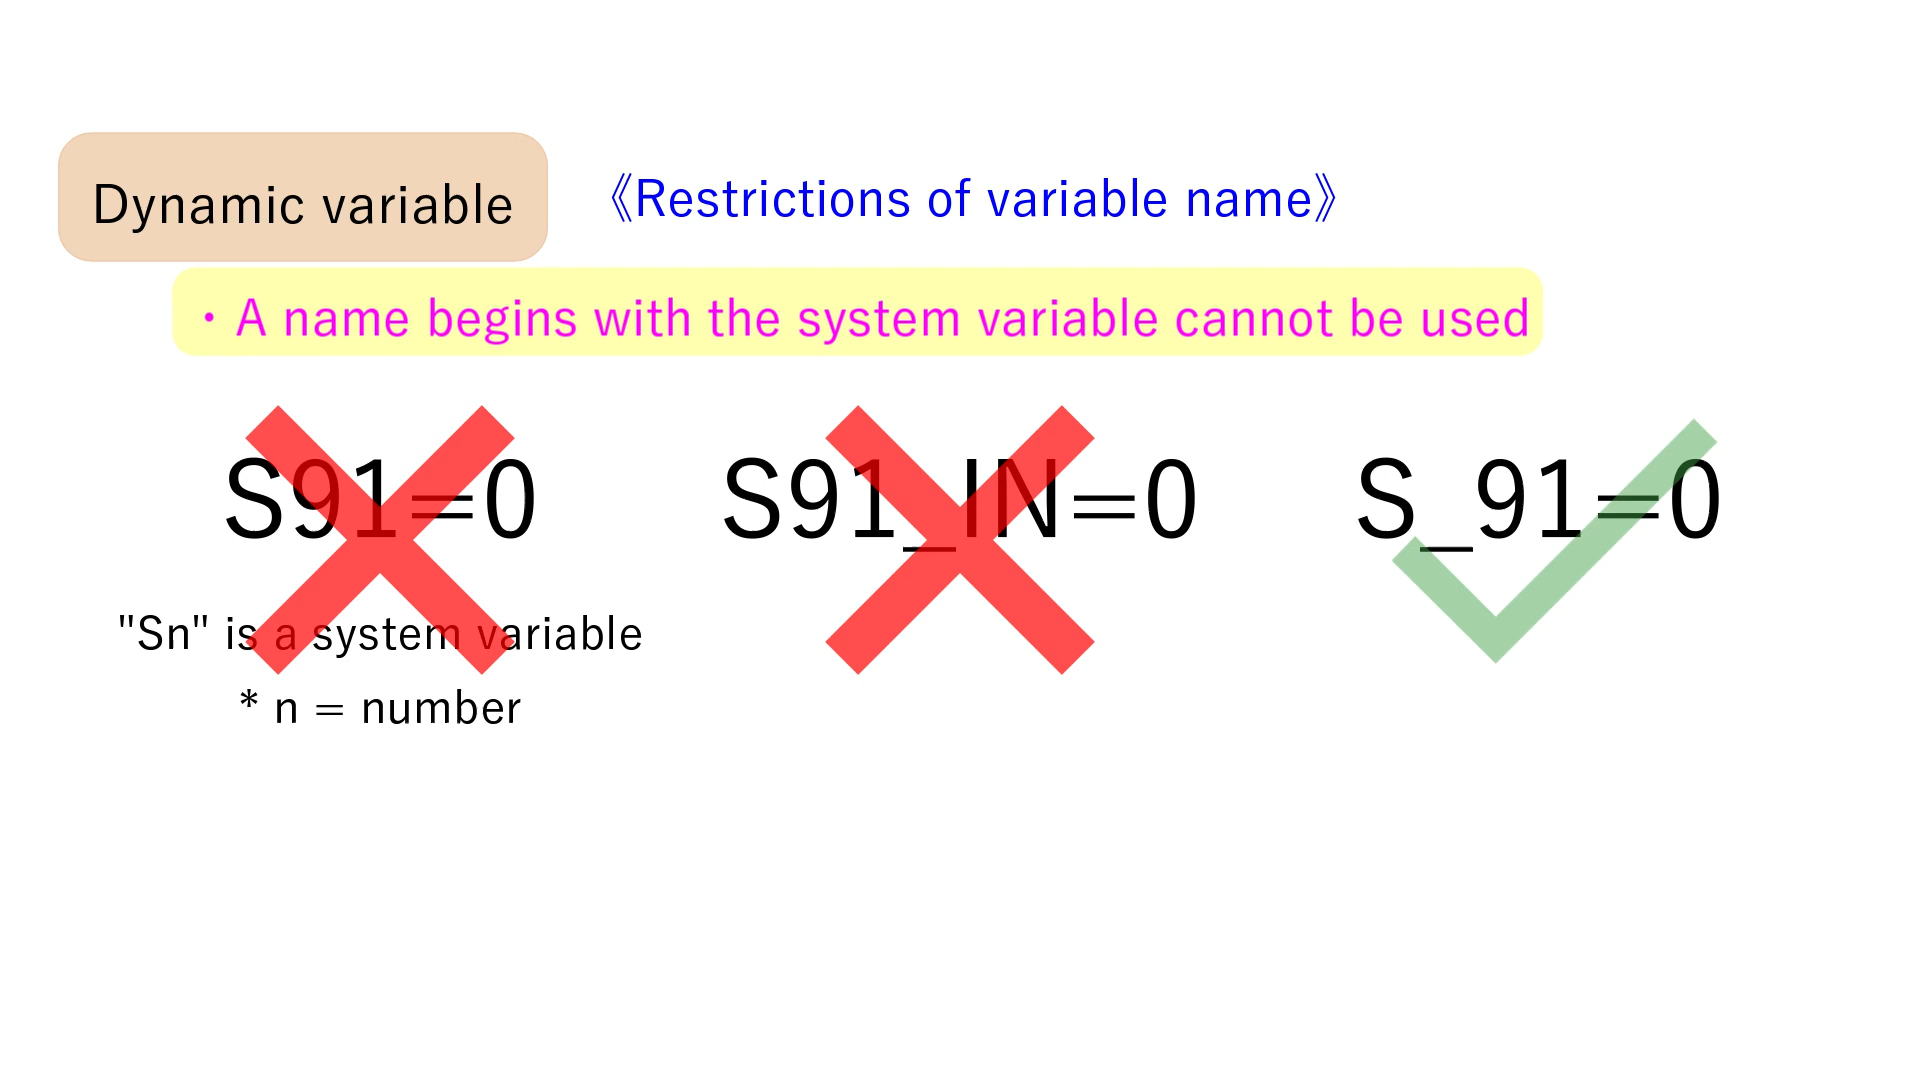 Dynamic variable 《Restrictions of variable name》
・A name begins with the system variable cannot be used
S91=0 S91_IN=0 S_91=0
"Sn" is a system variable
* n = number